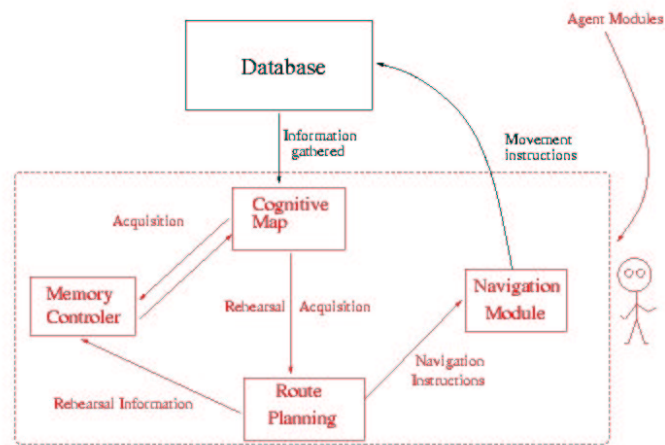 Agent Modules
Database
Information
gathered
Movement
instructions
Cognitive
Map
Acquisition
Memory
Controler
Rehearsal
Acquisition
Navigation
Module
Navigation
Instructions
Rehearsal Information
Route
Planning